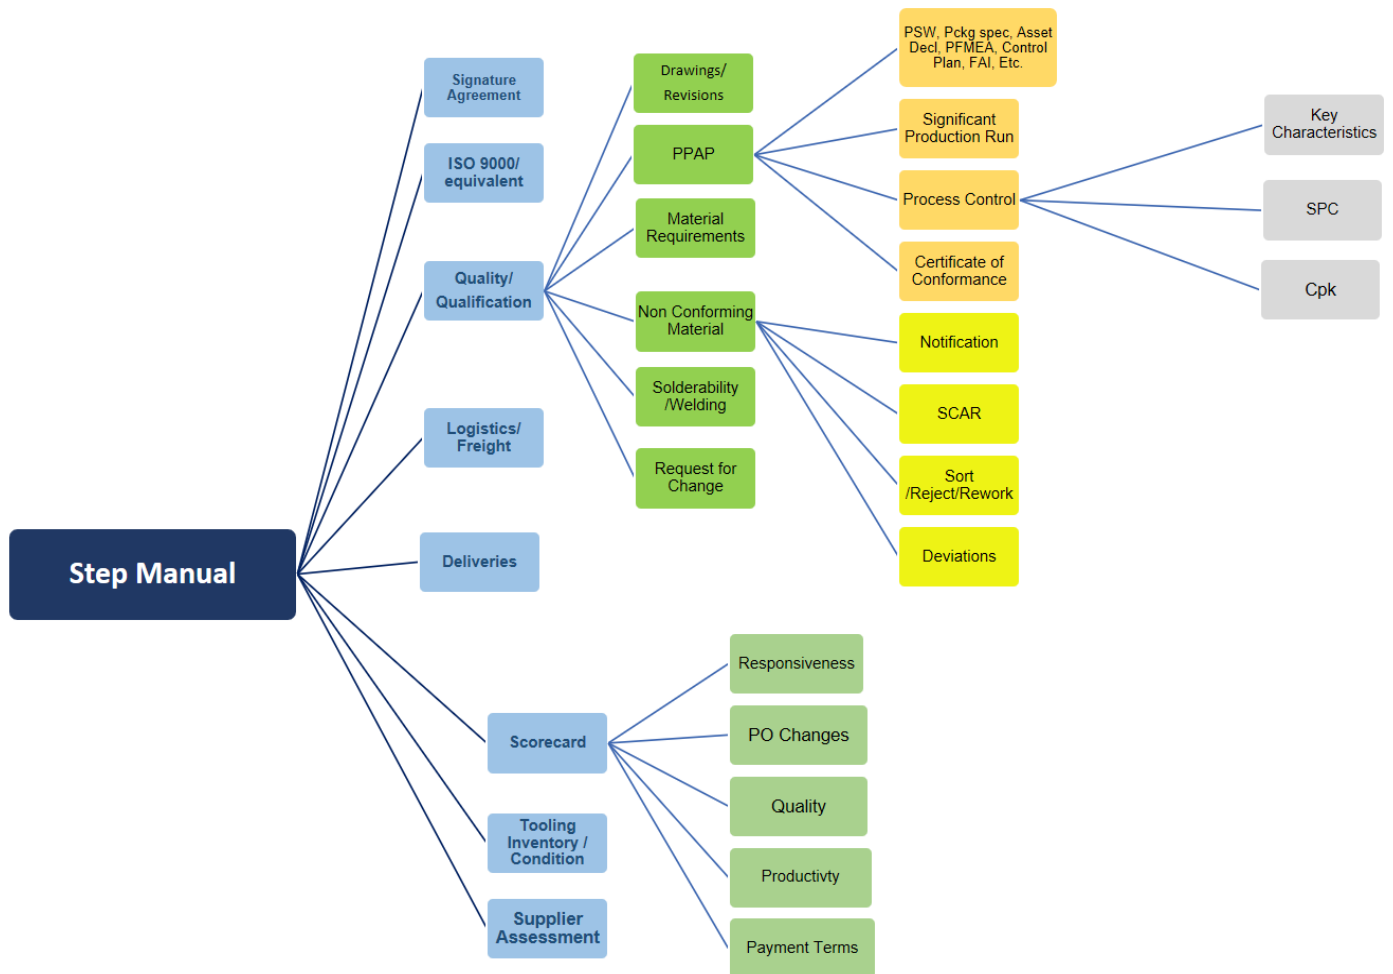 Step Manual
Signature
Agreement
ISO 9000/
equivalent
Quality/
Qualification
Logistics/
Freight
Deliveries
Scorecard
Tooling
Inventory /
Condition
Supplier
Assessment
Drawings/
Revisions
PPAP
Material
Requirements
Non Conforming
Material
Solderability
/Welding
Request for
Change
PSW, Pckg spec, Asset
Decl, PFMEA, Control
Plan, FAI, Etc.
Significant
Production Run
Process Control
Certificate of
Conformance
Notification
SCAR
Sort
/Reject/Rework
Deviations
Key
Characteristics
SPC
Cpk
Responsiveness
PO Changes
Quality
Productivty
Payment Terms